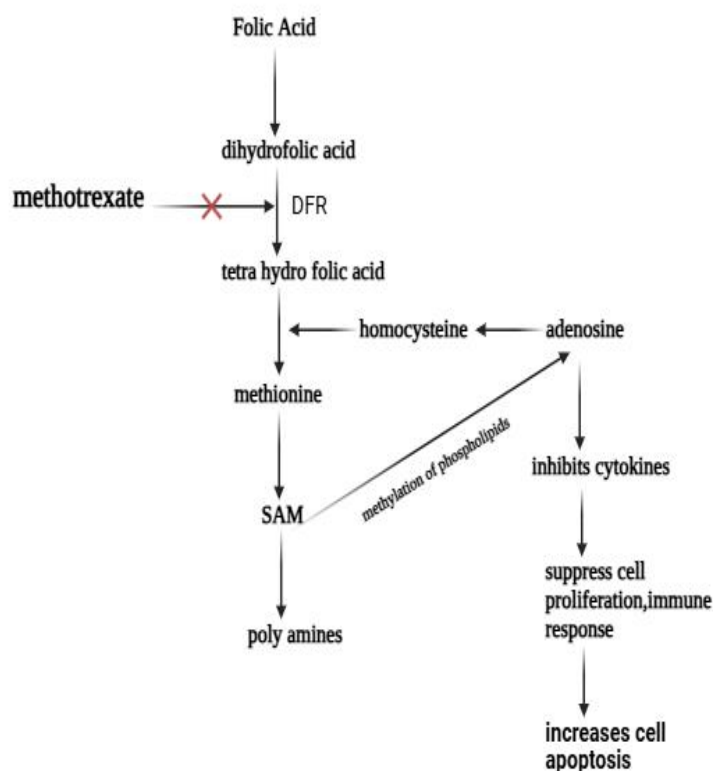 Folic Acid
dihydrofolic acid
methotrexate
DFR
tetra hydro folic acid
homocysteine
adenosine
methionine
methylation of phospholipids
inhibits cytokines
SAM
suppress cell
proliferation,immune
response
poly amines
increases cell
apoptosis